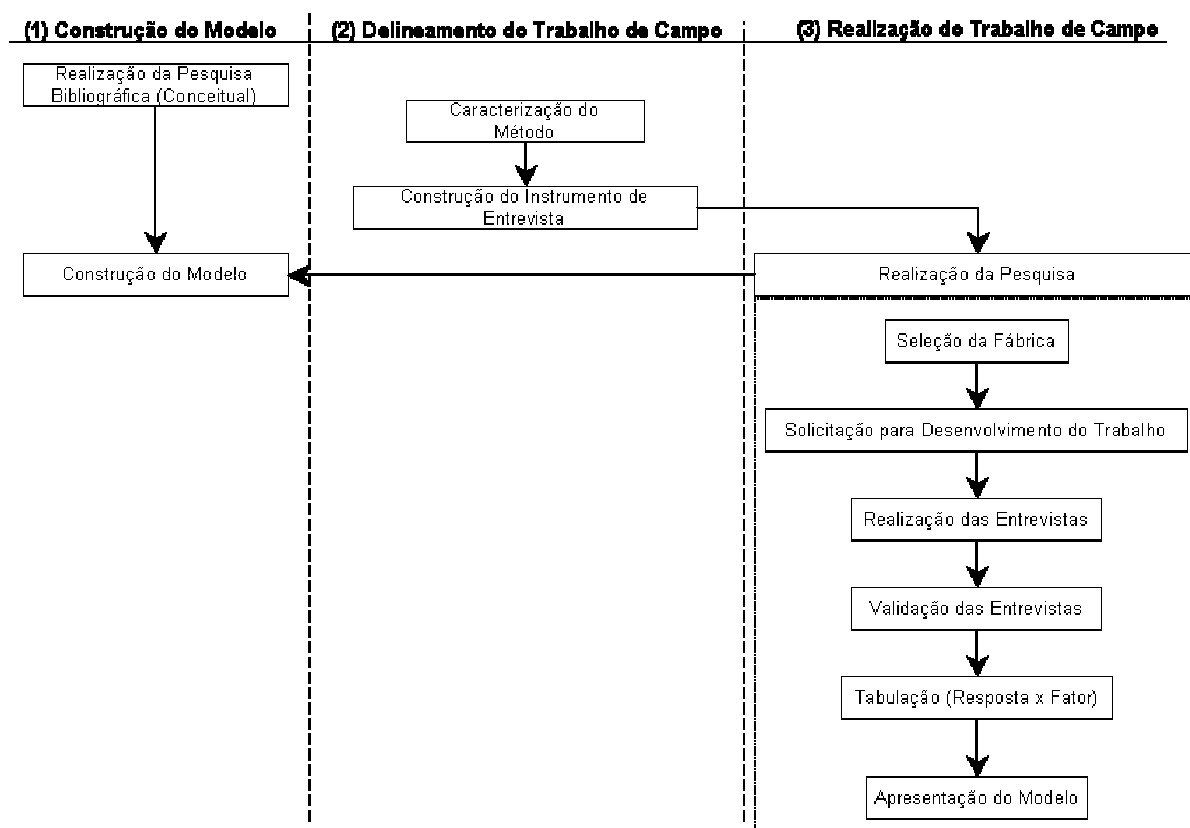 (1) Construção do Modelo
(2) Delineamento do Trabalho de Campo
(3) Realização do Trabalho de Campo
Realização da Pesquisa
Bibliográfica (Conceitual)
Construção do Modelo
Caracterização do
Método
Construção do Instrumento de
Entrevista
Realização da Pesquisa
Seleção da Fábrica
Solicitação para Desenvolvimento do Trabalho
Realização das Entrevistas
Validação das Entrevistas
Tabulação (Resposta x Fator)
Apresentação do Modelo